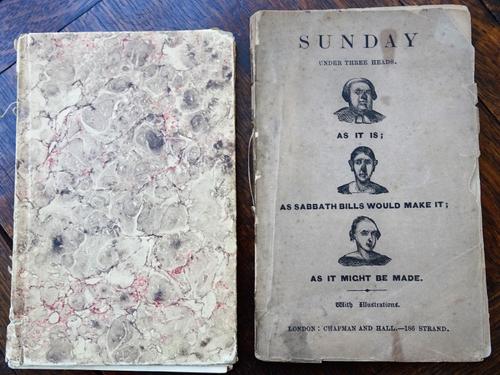 SUNDAY
UNDER THREE HEADS.
AS IT IS;
AS SABBATH BILLS WOULD MAKE IT;
AS IT MIGHT BE MADE.
With Illustrations.
LONDON: CHAPMAN AND HALL.—186 STRAND.